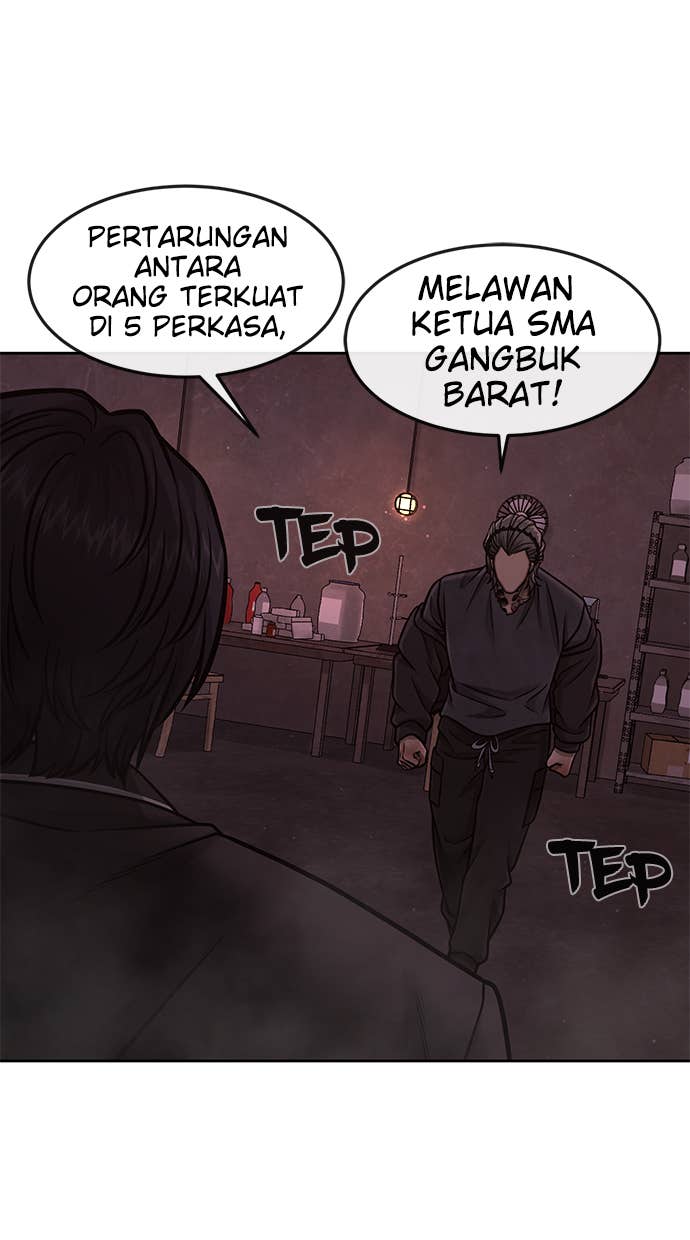 PERTARUNGAN
ANTARA
ORANG TERKUAT
DI 5 PERKASA,
MELAWAN
KETUA SMA
GANGBUK
BARAT!
TEP
TEP